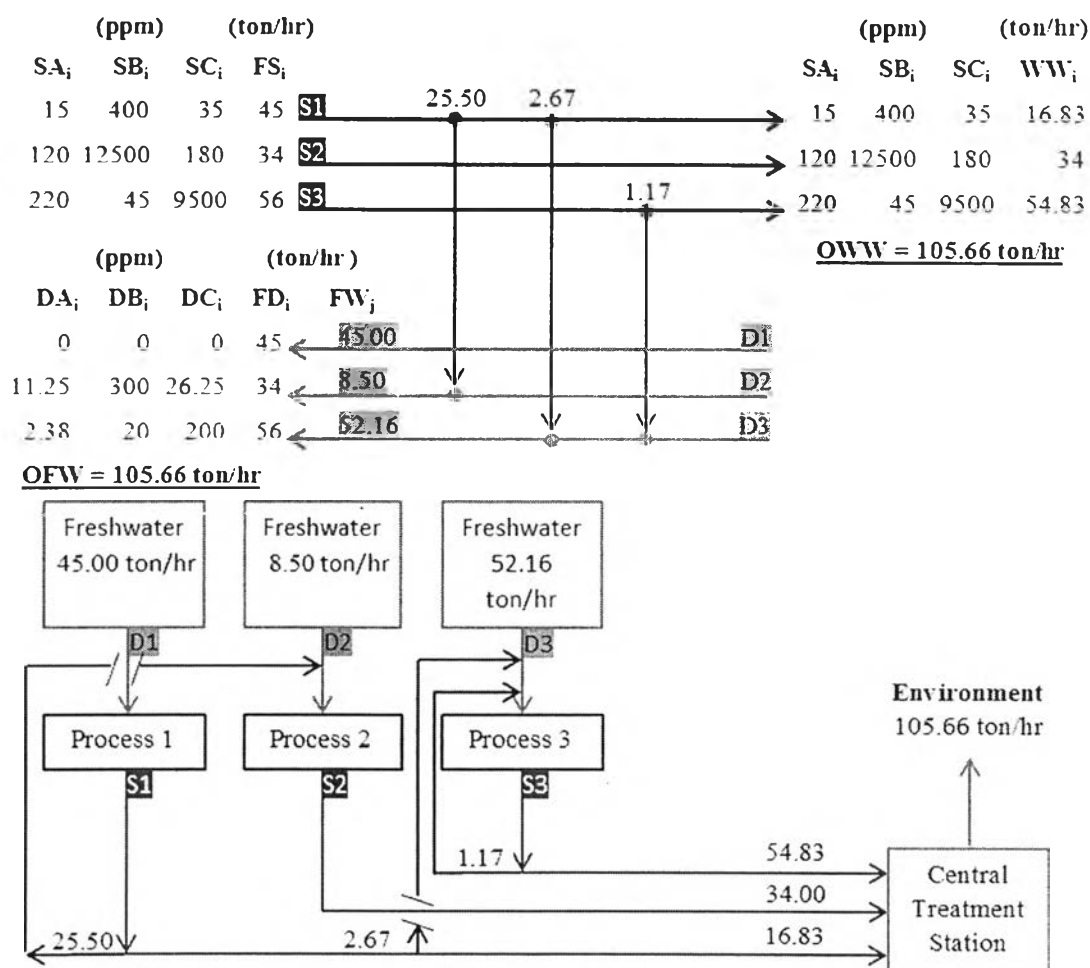 (ppm) (ton/hr) (ppm) (ton/hr)
SAi SBi SCi FSi SAi SBi SCi WWi
25.50 2.67
15 400 35 45 S1 15 400 35 16.83
120 12500 180 34 S2 120 12500 180 34
1.17
220 45 9500 56 S3 220 45 9500 54.83
OWW = 105.66 ton/hr
(ppm) (ton/hr)
DAi DBi DCi FDi FWj
0 0 0 45 45.00 D1
11.25 300 26.25 34 8.50 D2
2.38 20 200 56 52.16 D3
OFW = 105.66 ton/hr
Freshwater Freshwater Freshwater
45.00 ton/hr 8.50 ton/hr 52.16
ton/hr
D1 D2 D3
Environment
105.66 ton/hr
Process 1 Process 2 Process 3
S1 S2 S3
1.17 54.83
34.00
25.50 2.67 16.83
Central
Treatment
Station